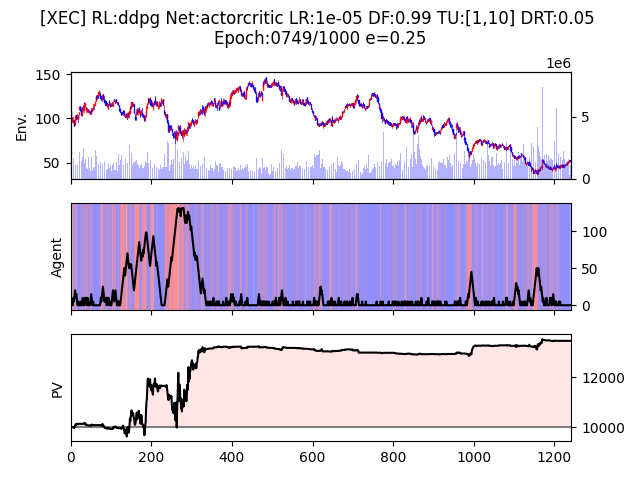 [XEC] RL:ddpg Net:actorcritic LR:1e-05 DF:0.99 TU:[1,10] DRT:0.05
Epoch:0749/1000 e=0.25
1e6
150
100
50
Env.
5
0
Agent
100
50
0
PV
12000
10000
0 200 400 600 800 1000 1200